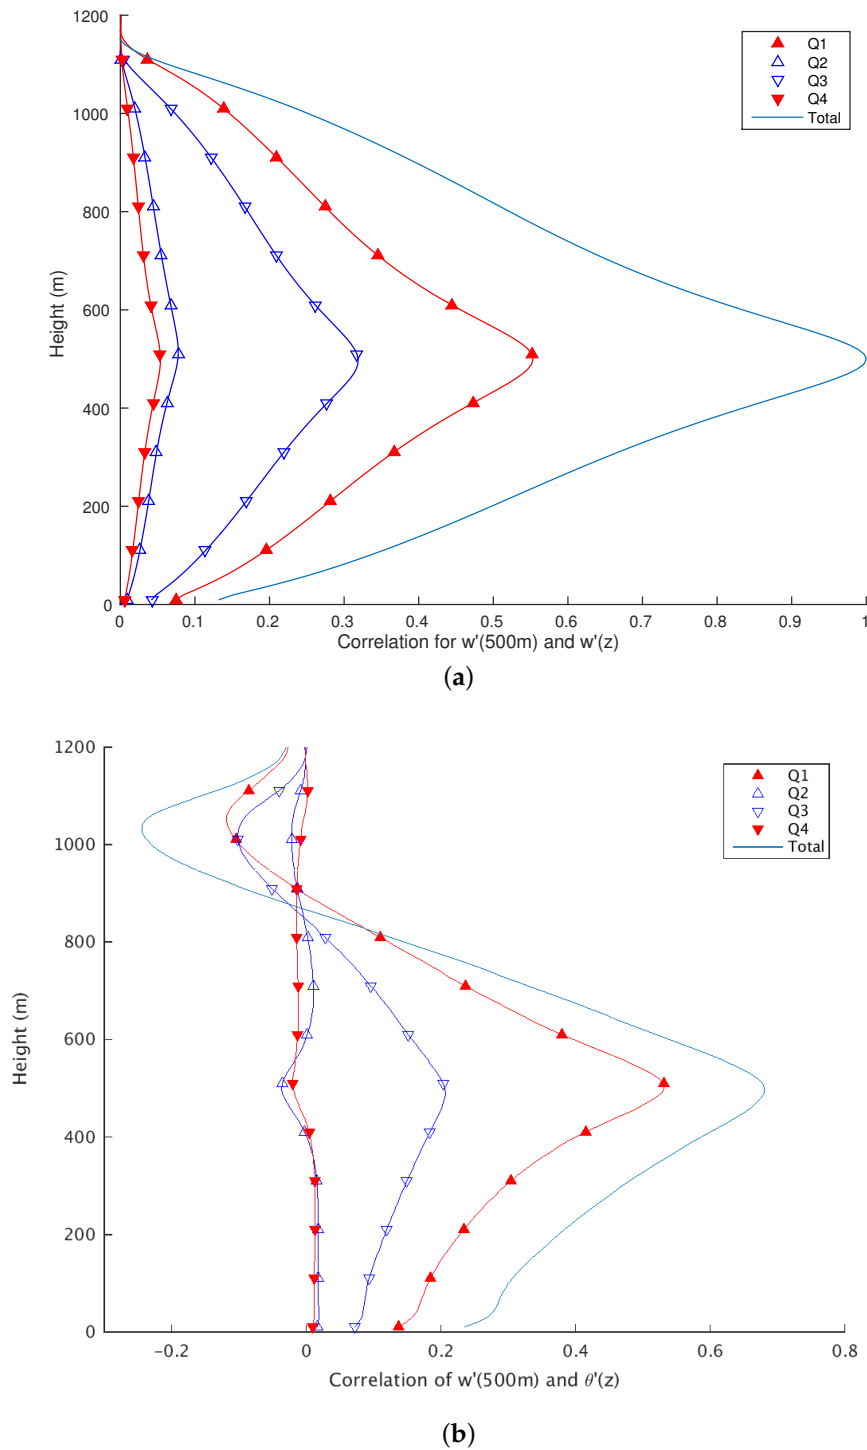 1200
1000
800
600
400
200
0
Height (m)
Q1
Q2
Q3
Q4
Total
0 0.1 0.2 0.3 0.4 0.5 0.6 0.7 0.8 0.9 1
Correlation for w'(500m) and w'(z)
(a)
1200
1000
800
600
400
200
0
Height (m)
Q1
Q2
Q3
Q4
Total
-0.2 0 0.2 0.4 0.6 0.8
Correlation of w'(500m) and θ'(z)
(b)